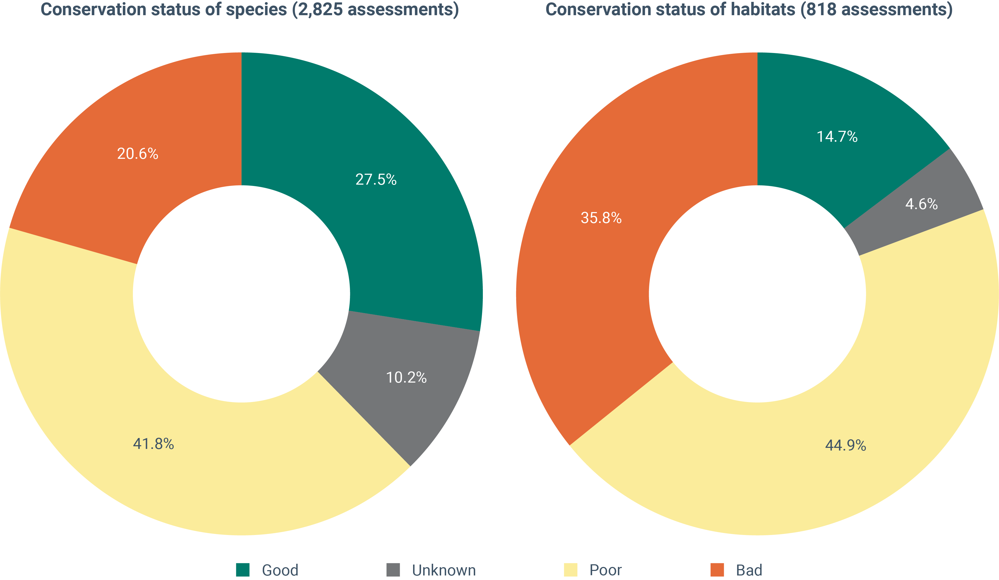 Conservation status of species (2,825 assessments)
Conservation status of habitats (818 assessments)
20.6%
27.5%
10.2%
41.8%
14.7%
4.6%
35.8%
44.9%
Good
Unknown
Poor
Bad